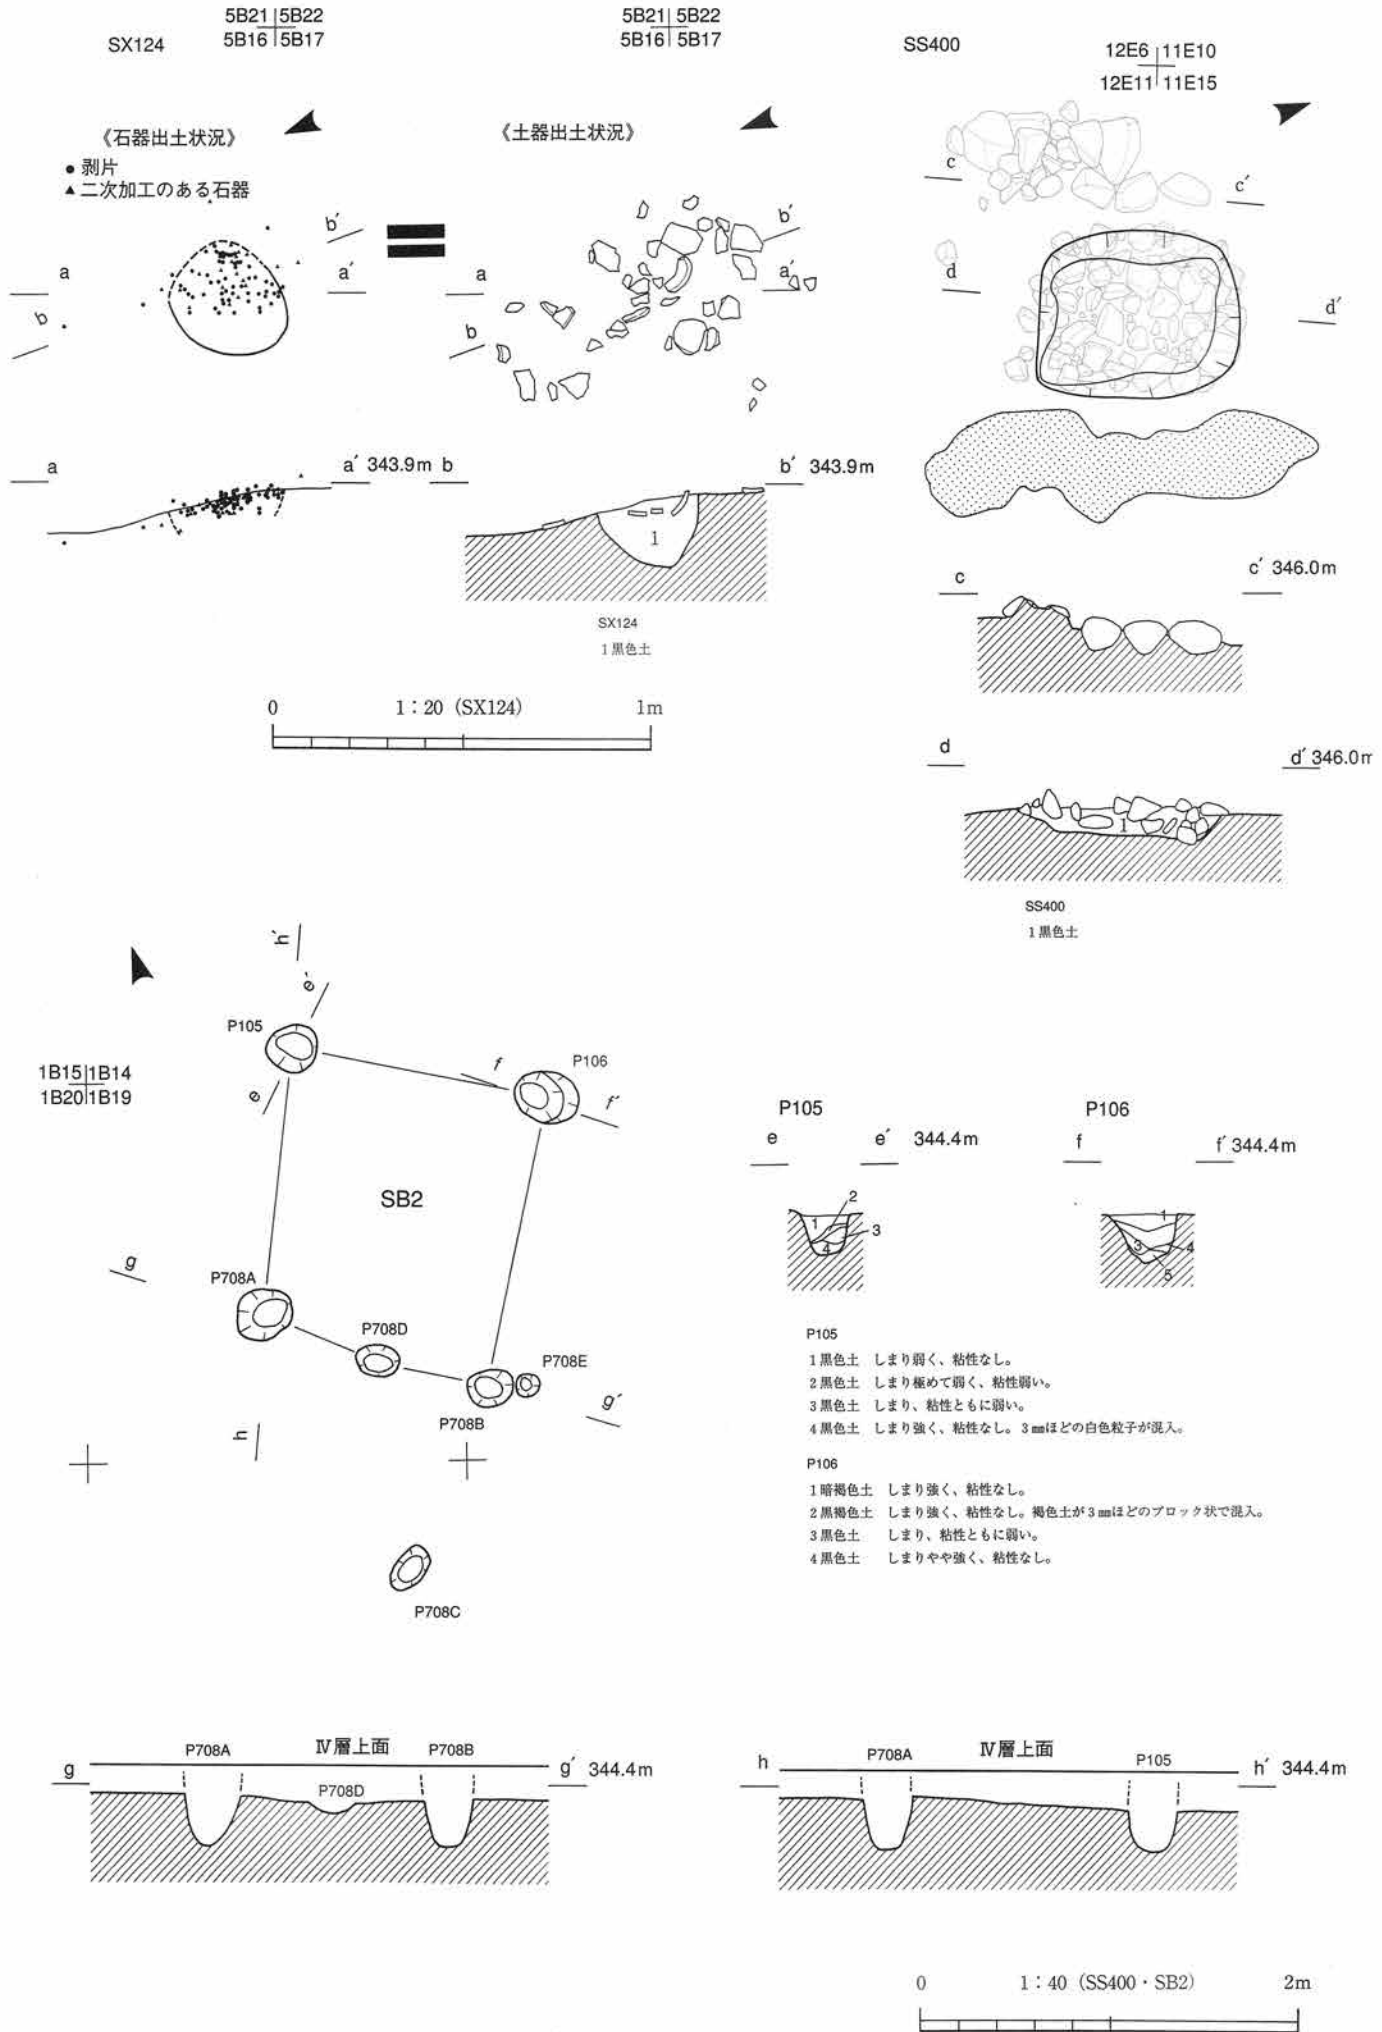 SX124
5B21 5B22
5B16 5B17
5B21 5B22
5B16 5B17
SS400
12E6 11E10
12E11 11E15
《石器出土状況》
● 剥片
▲ 二次加工のある石器
《土器出土状況》
a
a′
b
b′
a
a′
b
b′
c
c′
d
d′
a
a′ 343.9m
b
b′ 343.9m
1
SX124
1 黒色土
0 1：20 (SX124) 1m
c
c′ 346.0m
d
d′ 346.0m
1
SS400
1 黒色土
h′
e′
P105
e
f
P106
f′
1B15 1B14
1B20 1B19
SB2
g
P708A
P708D
P708E
P708B
g′
h
P708C
P105
e
e′ 344.4m
1
2
3
4
P106
f
f′ 344.4m
1
3
4
5
P105
1 黒色土 しまり弱く、粘性なし。
2 黒色土 しまり極めて弱く、粘性弱い。
3 黒色土 しまり、粘性ともに弱い。
4 黒色土 しまり強く、粘性なし。3㎜ほどの白色粒子が混入。
P106
1 暗褐色土 しまり強く、粘性なし。
2 黒褐色土 しまり強く、粘性なし。褐色土が3㎜ほどのブロック状で混入。
3 黒色土 しまり、粘性ともに弱い。
4 黒色土 しまりやや強く、粘性なし。
g
P708A
Ⅳ層上面
P708B
P708D
g′ 344.4m
h
P708A
Ⅳ層上面
P105
h′ 344.4m
0 1：40 (SS400・SB2) 2m